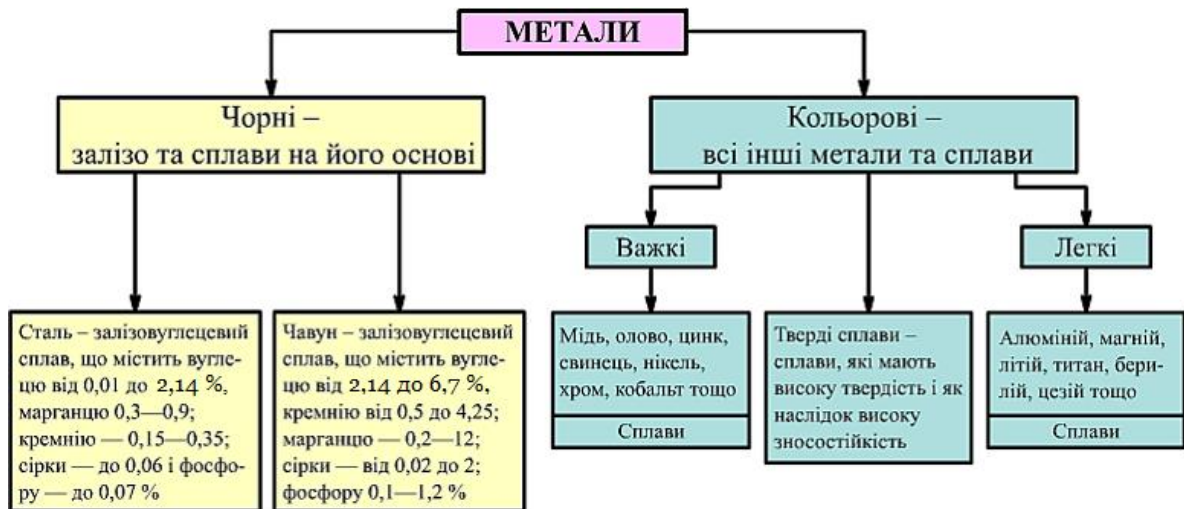 МЕТАЛИ
Чорні –
залізо та сплави на його основі
Кольорові –
всі інші метали та сплави
Важкі
Легкі
Сталь – залізовуглецевий
сплав, що містить вугле-
цю від 0,01 до 2,14 %,
марганцю 0,3—0,9;
кремнію — 0,15—0,35;
сірки — до 0,06 і фосфо-
ру — до 0,07 %
Чавун – залізовуглецевий
сплав, що містить вугле-
цю від 2,14 до 6,7 %,
кремнію від 0,5 до 4,25;
марганцю — 0,2—12;
сірки — від 0,02 до 2;
фосфору 0,1—1,2 %
Мідь, олово, цинк,
свинець, нікель,
хром, кобальт тощо
Сплави
Тверді сплави –
сплави, які мають
високу твердість і як
наслідок високу
зносостійкість
Алюміній, магній,
літій, титан, бери-
лій, цезій тощо
Сплави